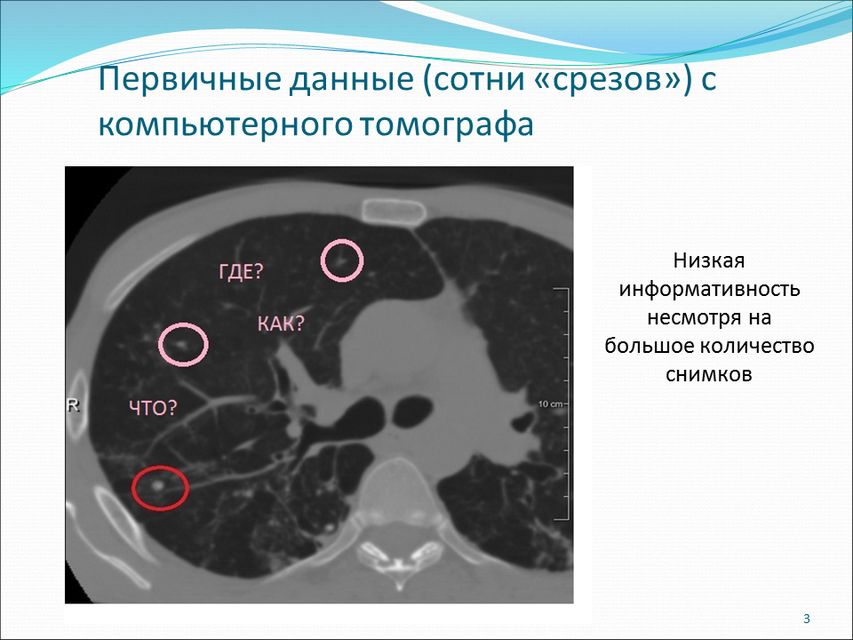 Первичные данные (сотни «срезов») с
компьютерного томографа
ГДЕ?
КАК?
ЧТО?
R
10 cm
Низкая
информативность
несмотря на
большое количество
снимков
3